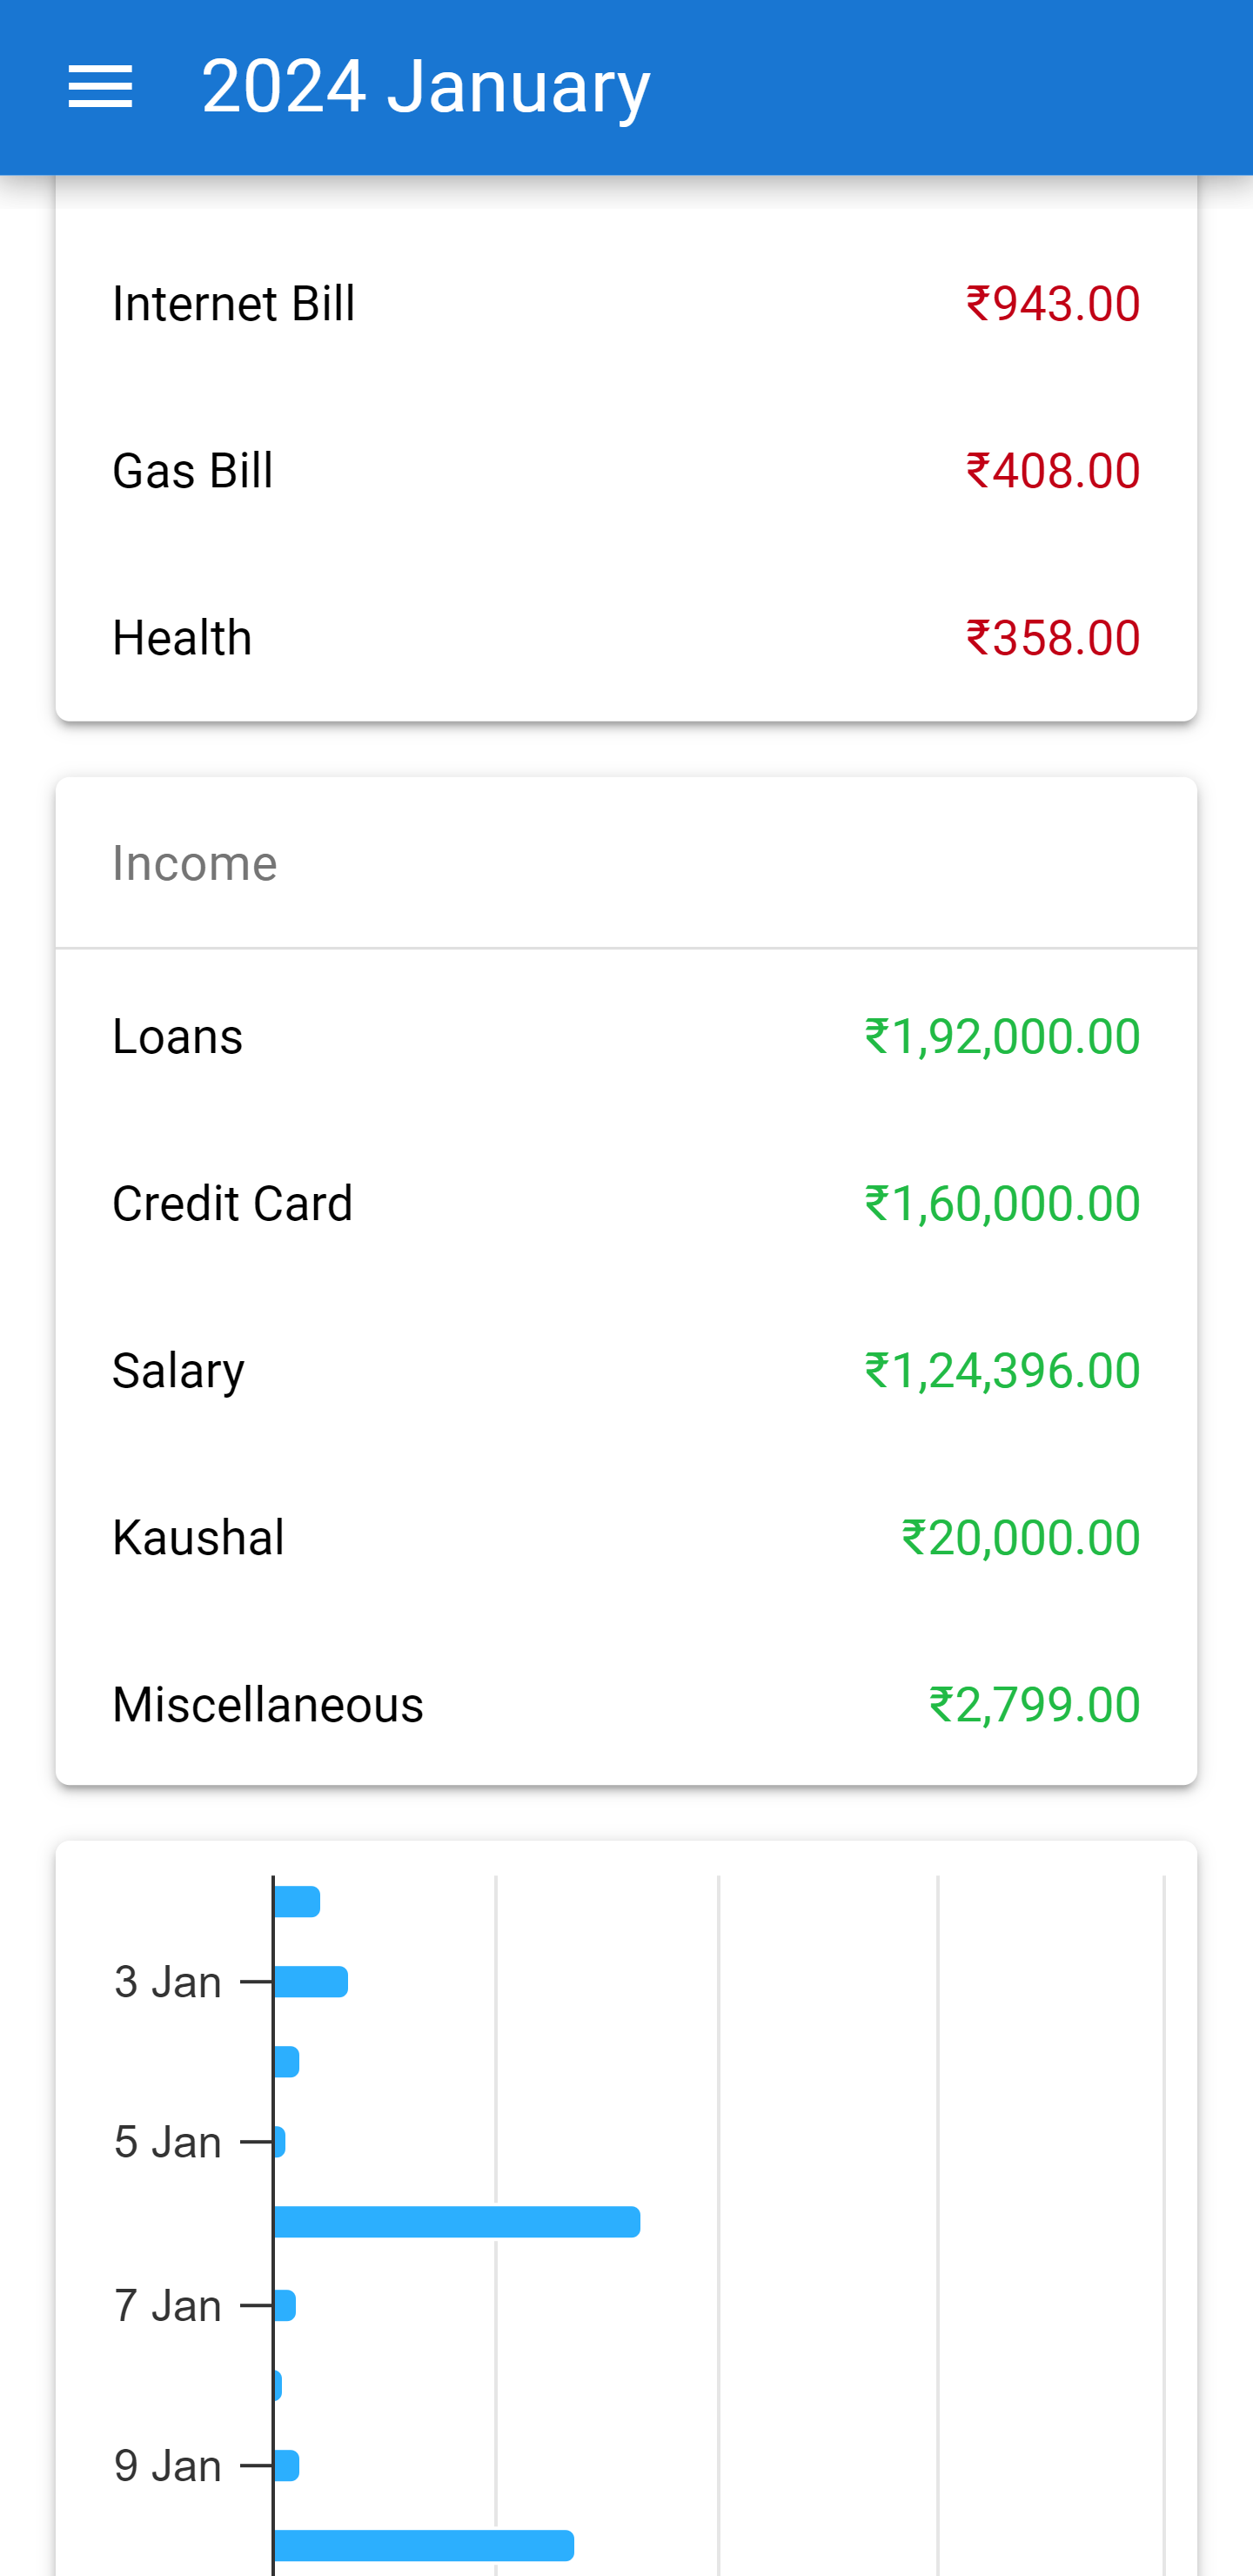 2024 January
Internet Bill ₹943.00
Gas Bill ₹408.00
Health ₹358.00
Income
Loans ₹1,92,000.00
Credit Card ₹1,60,000.00
Salary ₹1,24,396.00
Kaushal ₹20,000.00
Miscellaneous ₹2,799.00
3 Jan
5 Jan
7 Jan
9 Jan